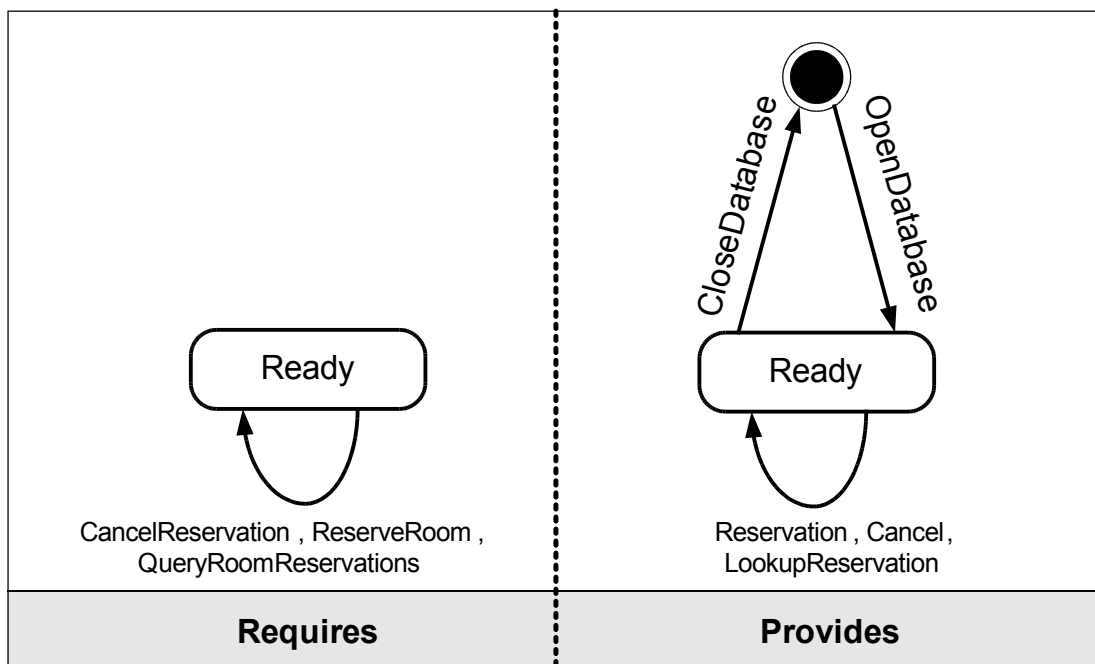 CloseDatabase
OpenDatabase
Ready
Ready
CancelReservation , ReserveRoom ,
QueryRoomReservations
Reservation , Cancel,
LookupReservation
Requires
Provides